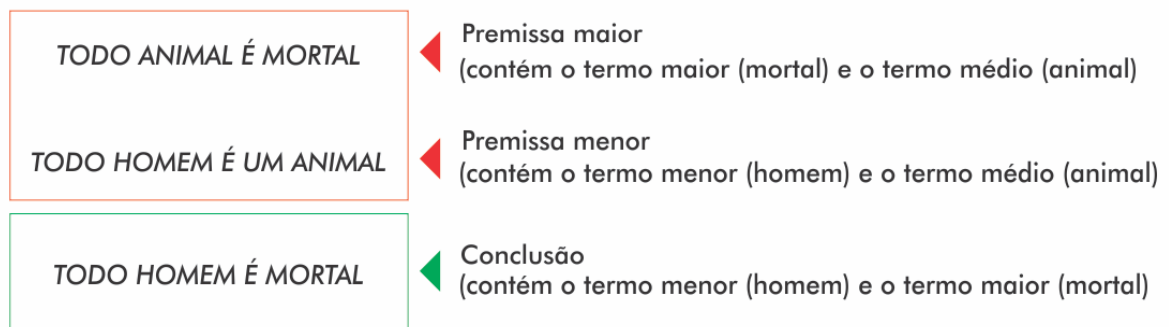 TODO ANIMAL É MORTAL
Premissa maior
(contém o termo maior (mortal) e o termo médio (animal)
TODO HOMEM É UM ANIMAL
Premissa menor
(contém o termo menor (homem) e o termo médio (animal)
TODO HOMEM É MORTAL
Conclusão
(contém o termo menor (homem) e o termo maior (mortal)